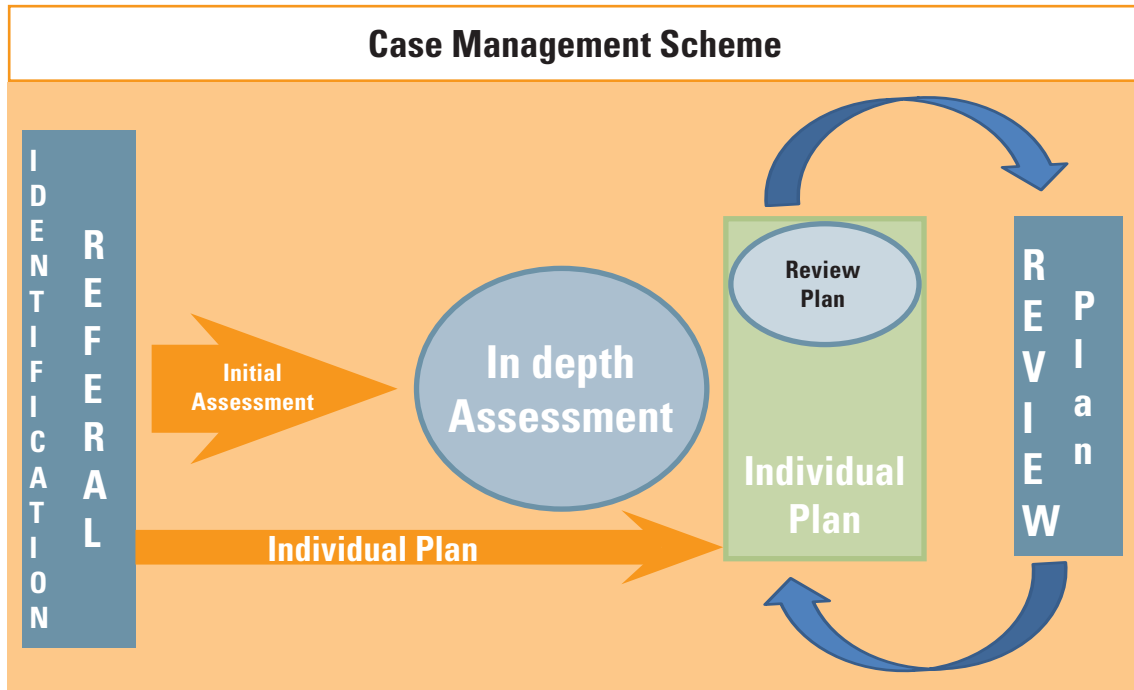 Case Management Scheme
IDENTIFICATION
REFERAL
Initial
Assessment
In depth
Assessment
Individual Plan
Review
Plan
Individual
Plan
REVIEW
Plan